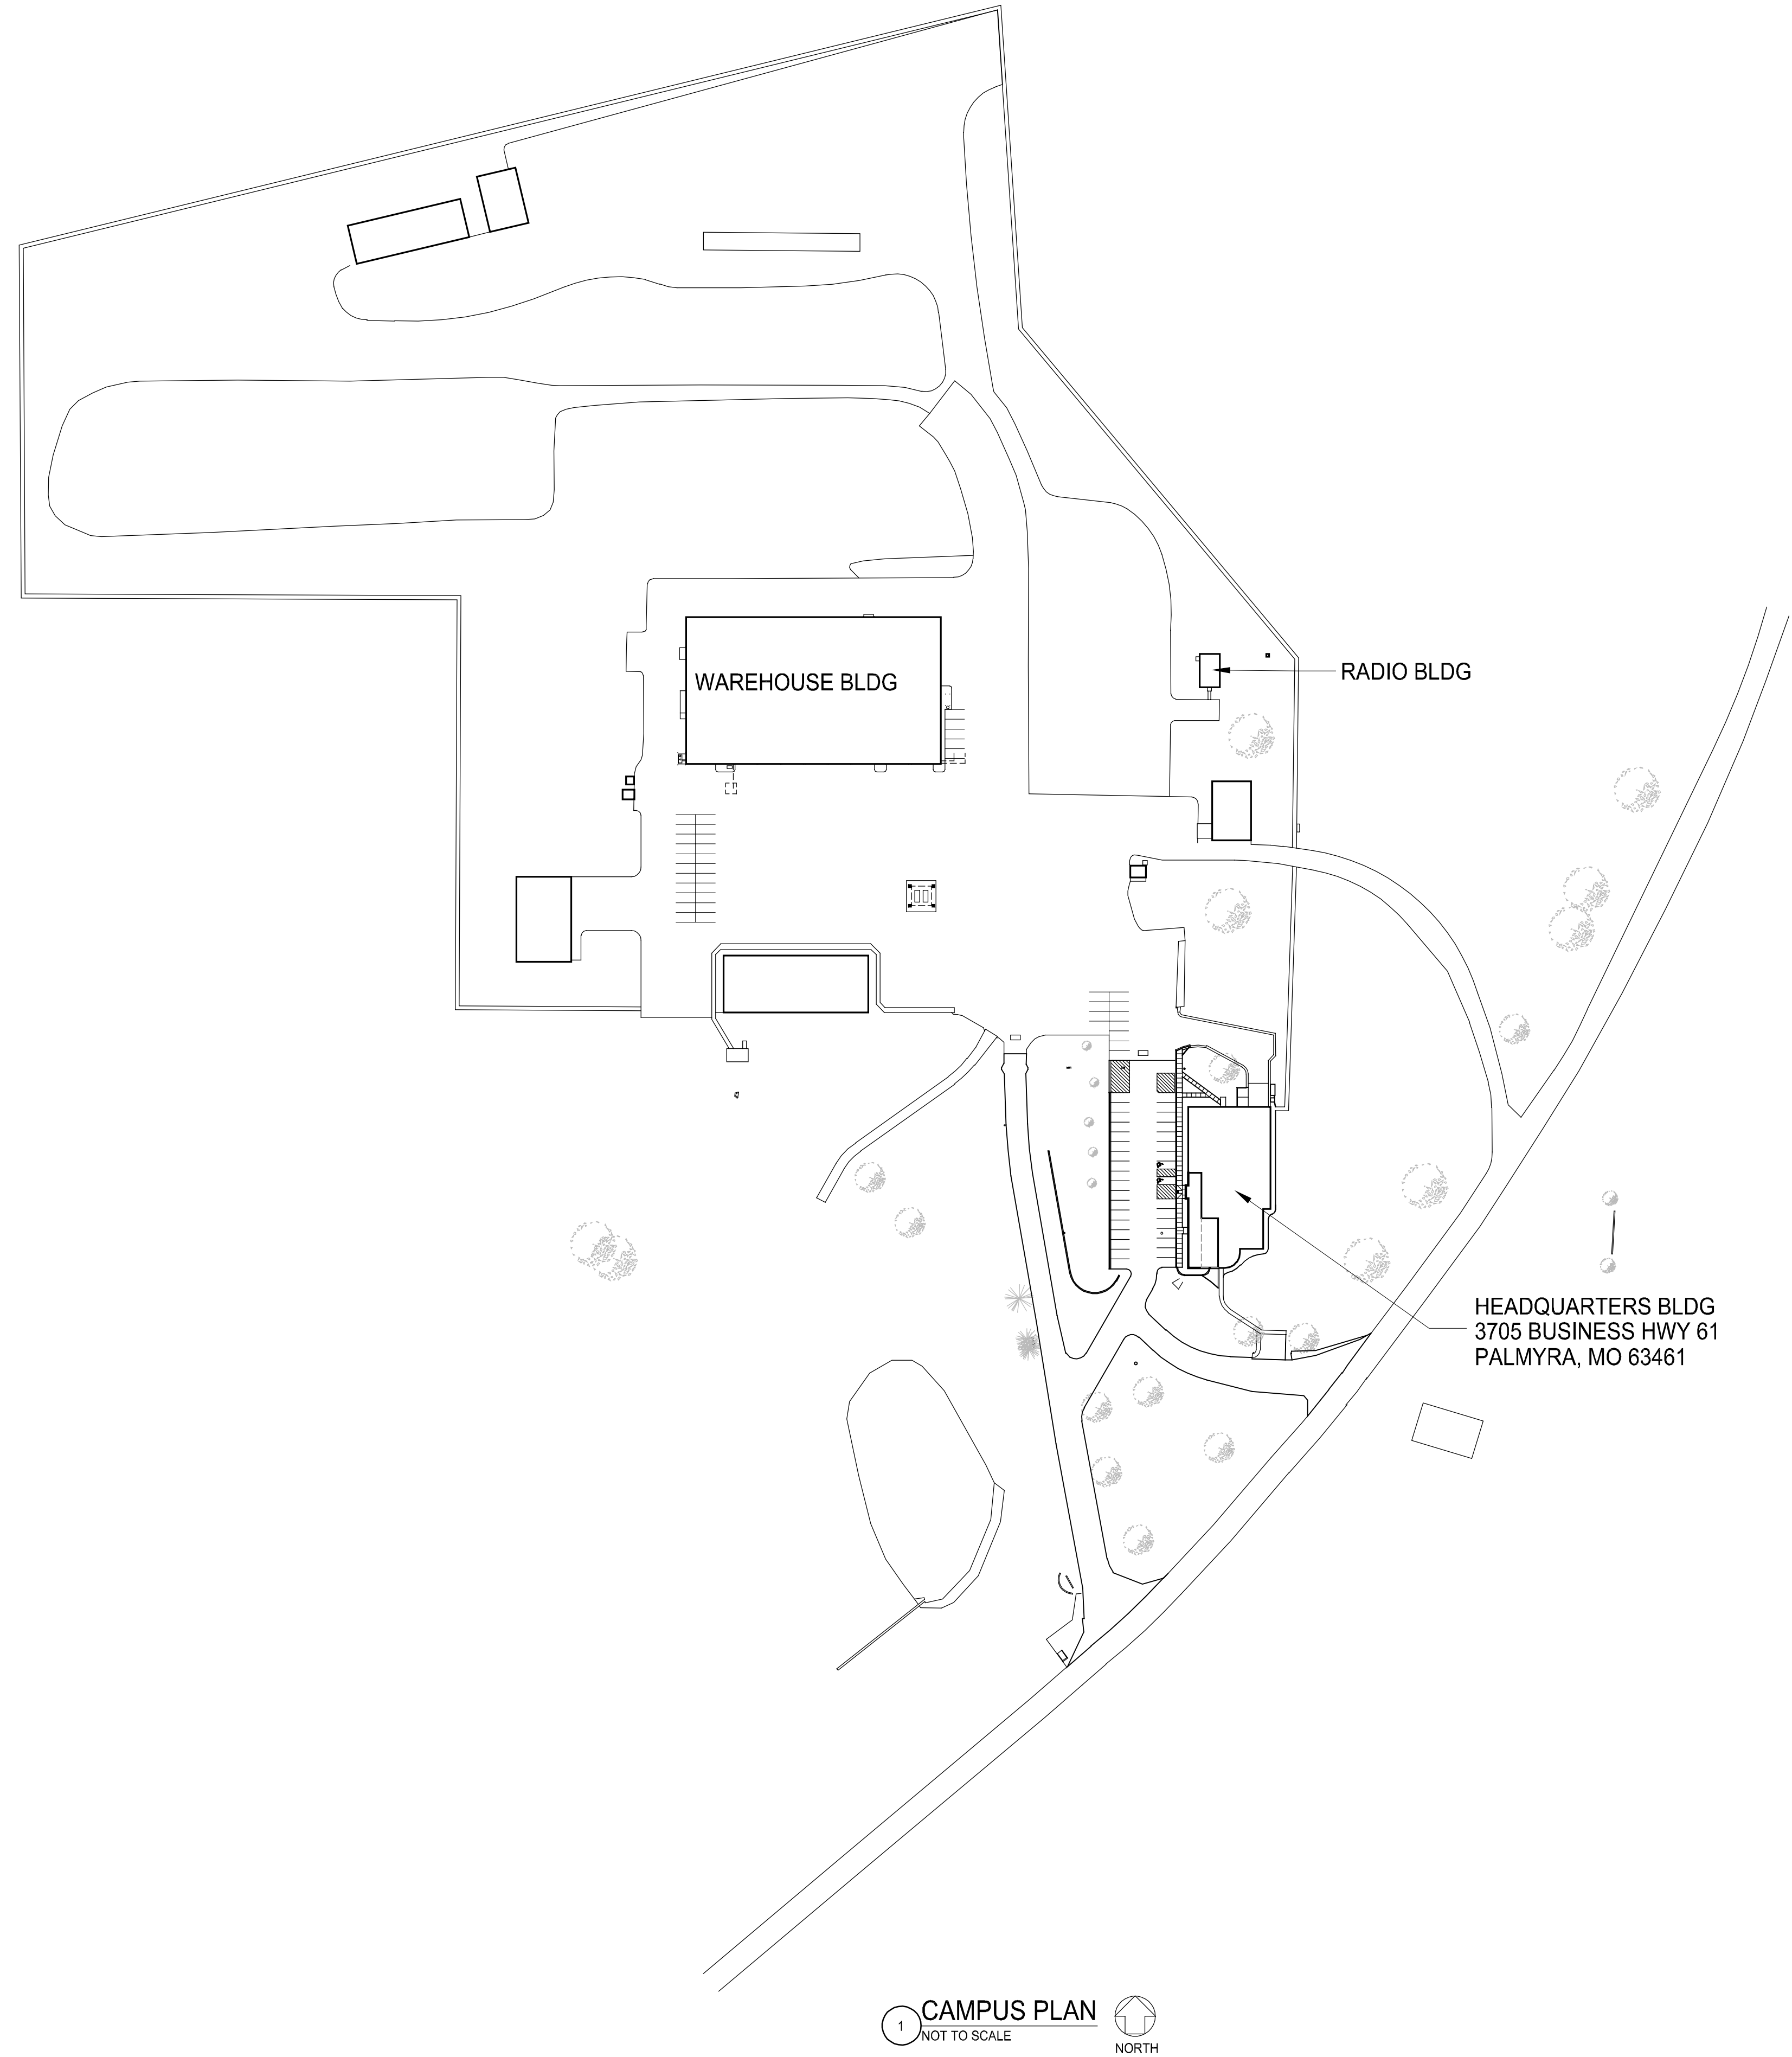 WAREHOUSE BLDG
RADIO BLDG
HEADQUARTERS BLDG
3705 BUSINESS HWY 61
PALMYRA, MO 63461
1
CAMPUS PLAN
NOT TO SCALE
NORTH